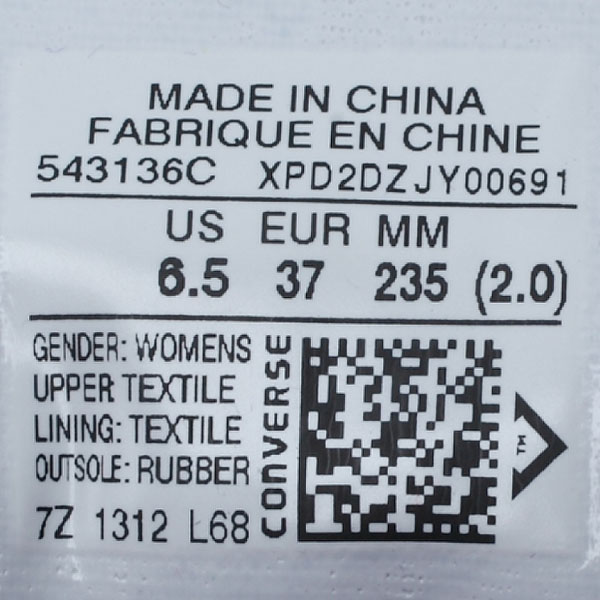 MADE IN CHINA
FABRIQUE EN CHINE
543136C XPD2DZJY00691
US EUR MM
6.5 37 235 (2.0)
GENDER: WOMENS
UPPER TEXTILE
LINING: TEXTILE
OUTSOLE: RUBBER
7Z 1312 L68
CONVERSE
TM